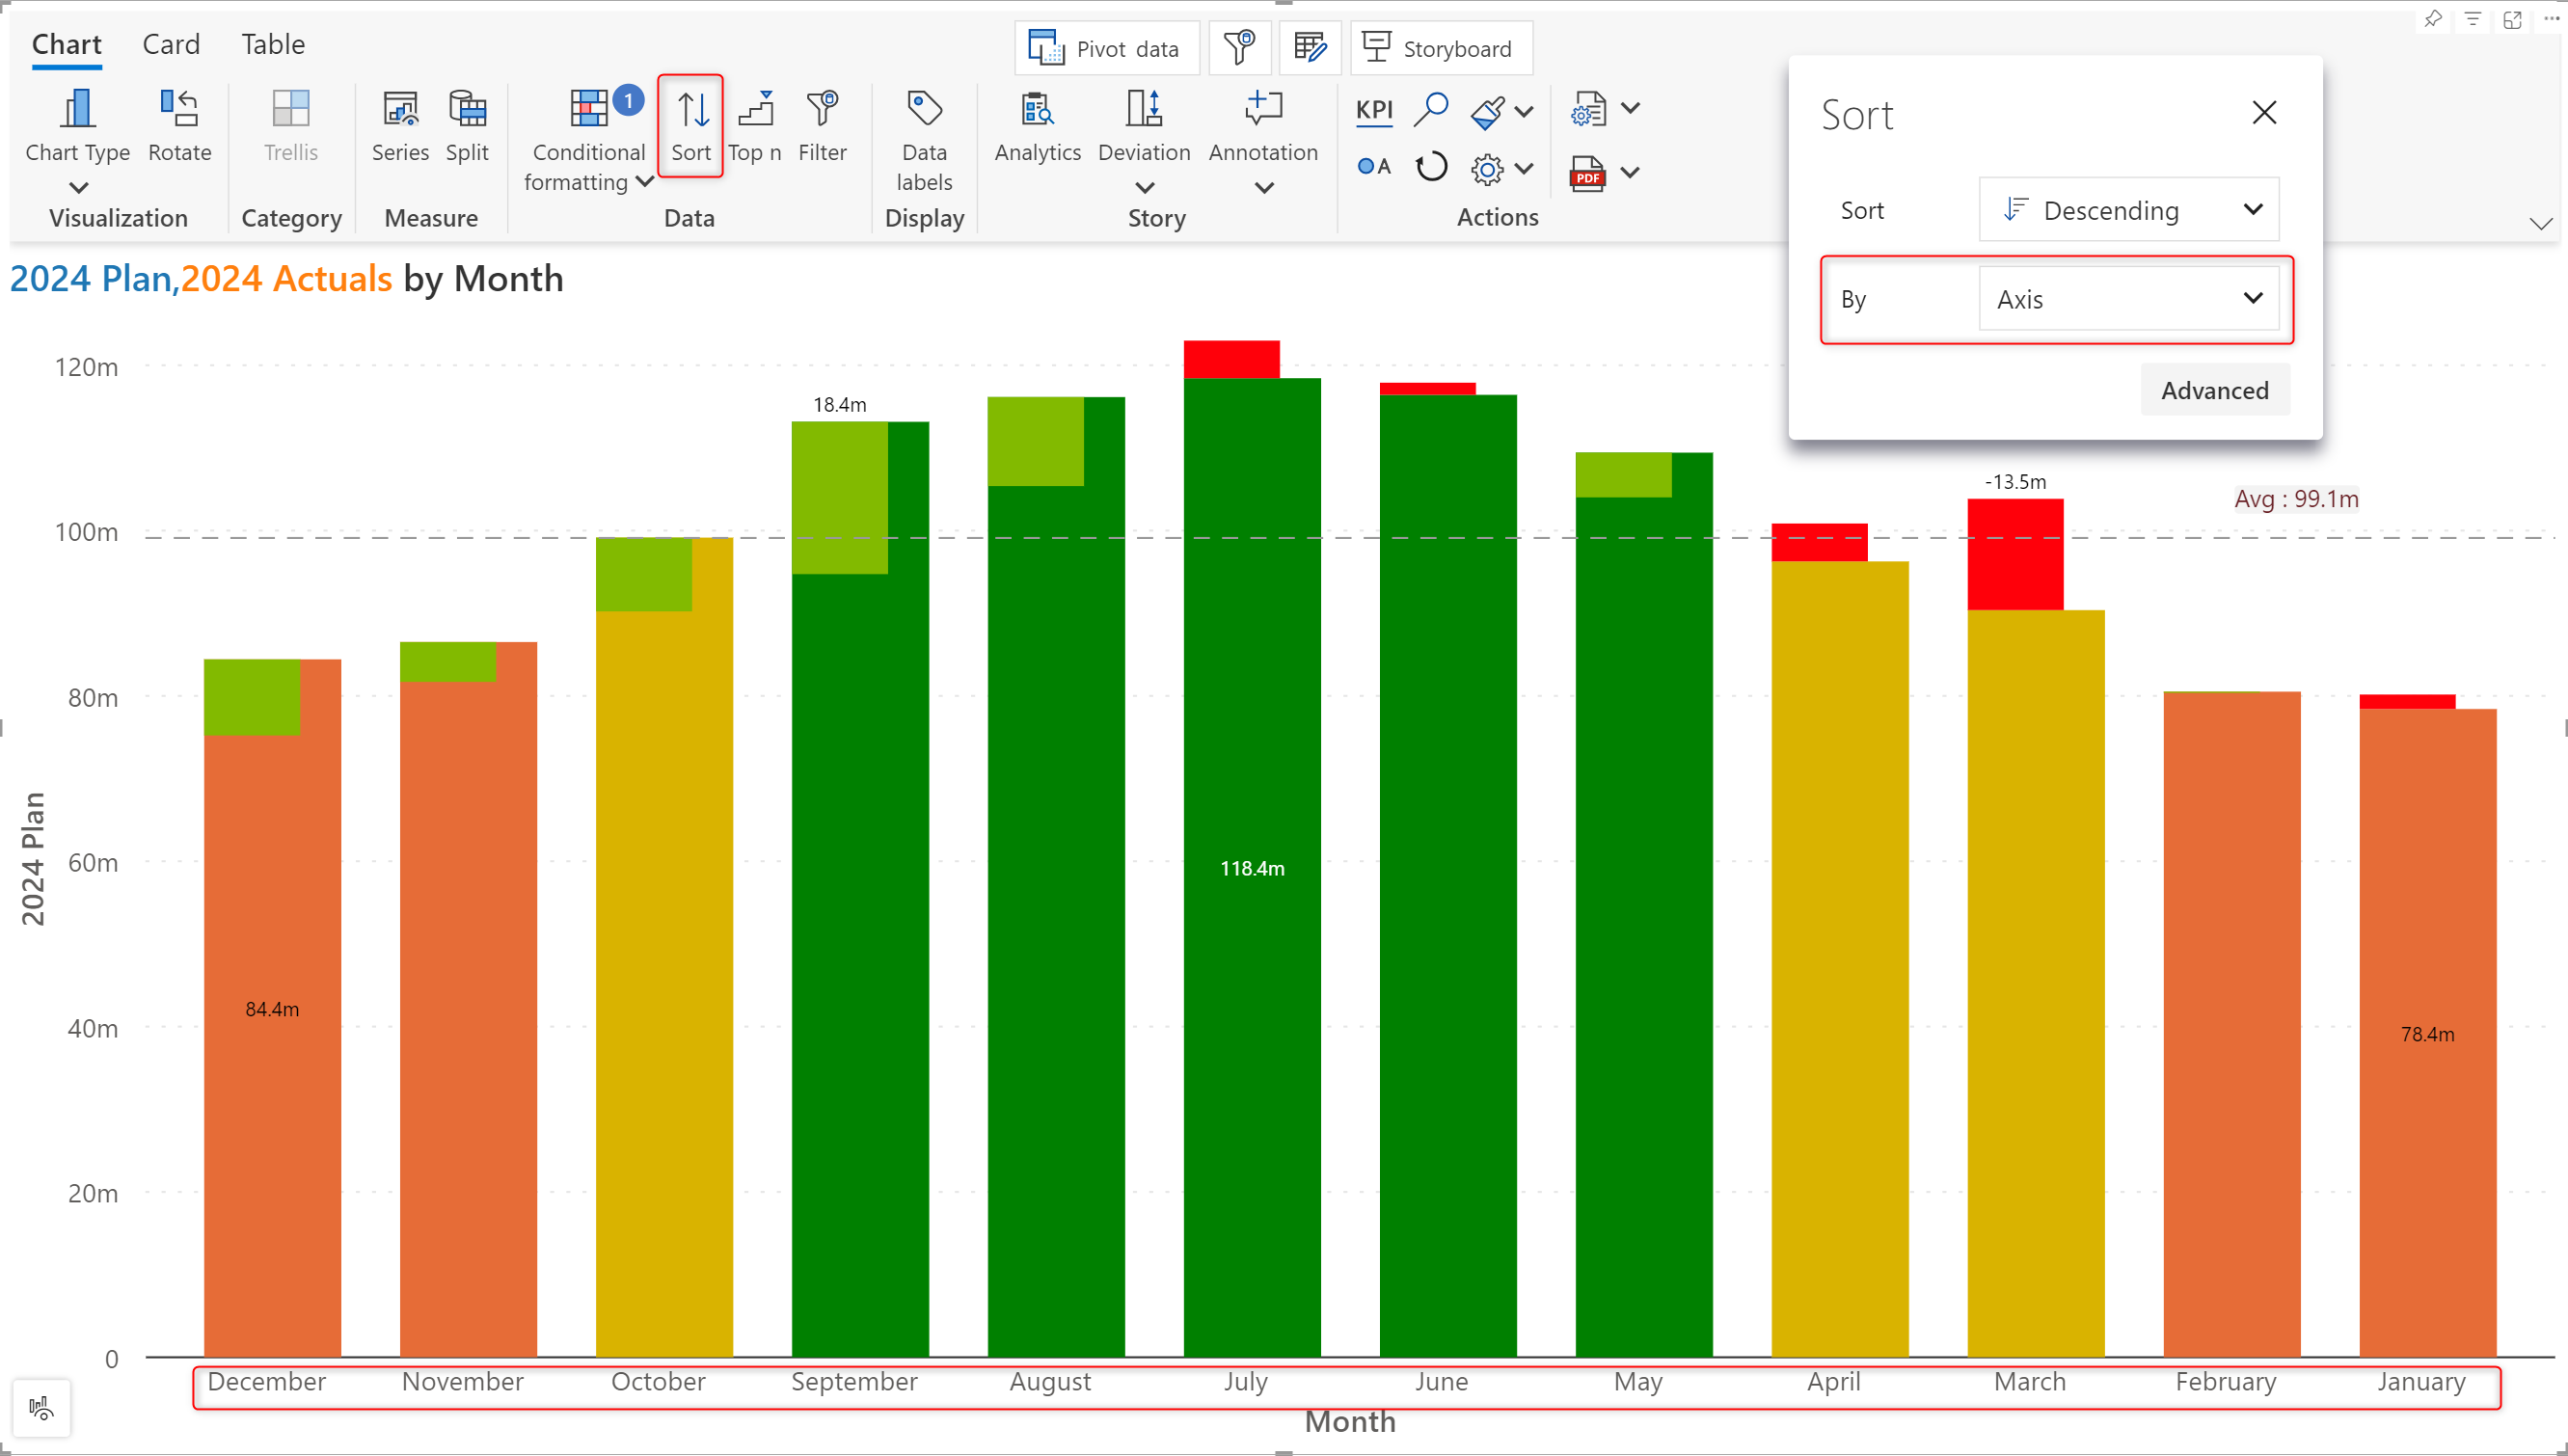 Chart Card Table
Pivot data
Storyboard
Chart Type
Rotate
Visualization
Trellis
Category
Series
Split
Measure
Conditional
formatting
1
Sort
Top n
Filter
Data
Data
labels
Display
Analytics
Deviation
Annotation
Story
KPI
A
PDF
Actions
Sort
Sort Descending
By Axis
Advanced
2024 Plan,2024 Actuals by Month
120m
100m
80m
60m
40m
20m
0
2024 Plan
18.4m
-13.5m
Avg : 99.1m
118.4m
84.4m
78.4m
December November October September August July June May April March February January
Month